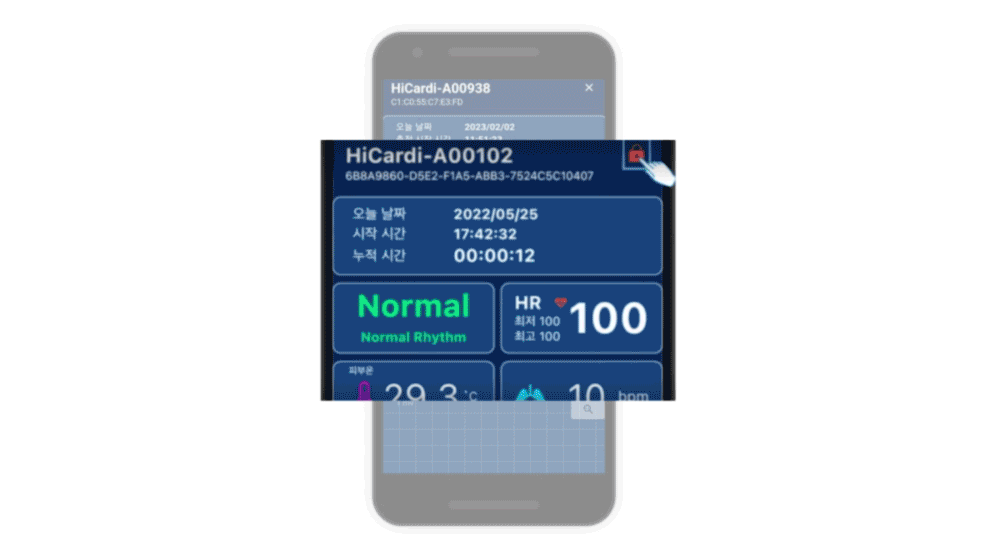 HiCardi-A00938
C1:C0:55:C7:E3:FD
오늘 날짜 2023/02/02
HiCardi-A00102
6B8A9860-D5E2-F1A5-ABB3-7524C5C10407
오늘 날짜 2022/05/25
시작 시간 17:42:32
누적 시간 00:00:12
Normal
Normal Rhythm
HR 100
최저 100
최고 100
피부온
29.3 °C
10 bpm